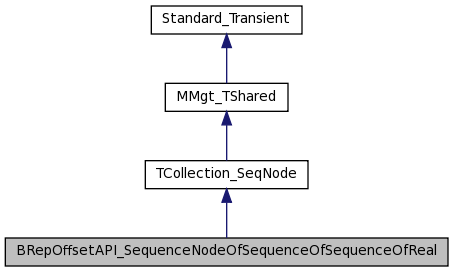 Standard_Transient
MMgt_TShared
TCollection_SeqNode
BRepOffsetAPI_SequenceNodeOfSequenceOfSequenceOfReal